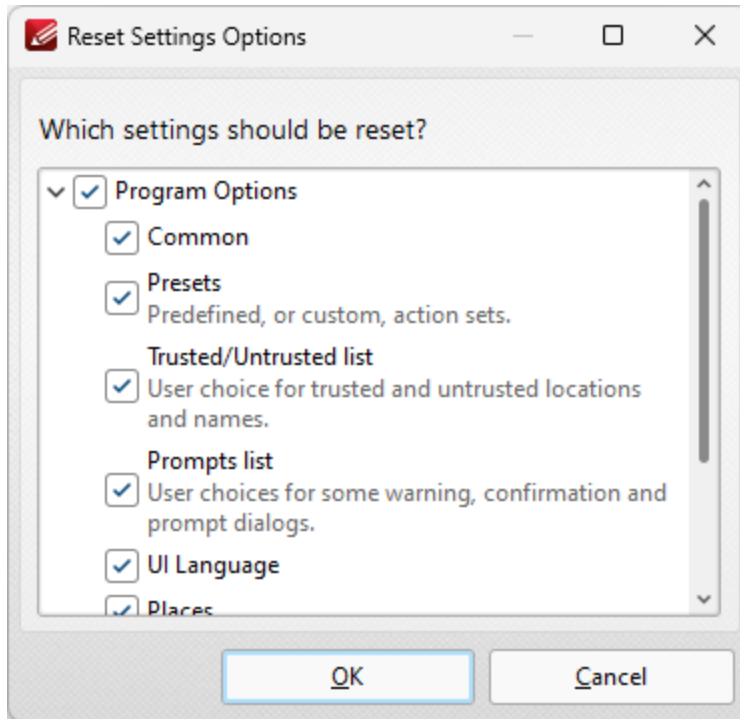 Reset Settings Options
Which settings should be reset?
Program Options
Common
Presets
Predefined, or custom, action sets.
Trusted/Untrusted list
User choice for trusted and untrusted locations
and names.
Prompts list
User choices for some warning, confirmation and
prompt dialogs.
UI Language
Places
OK
Cancel